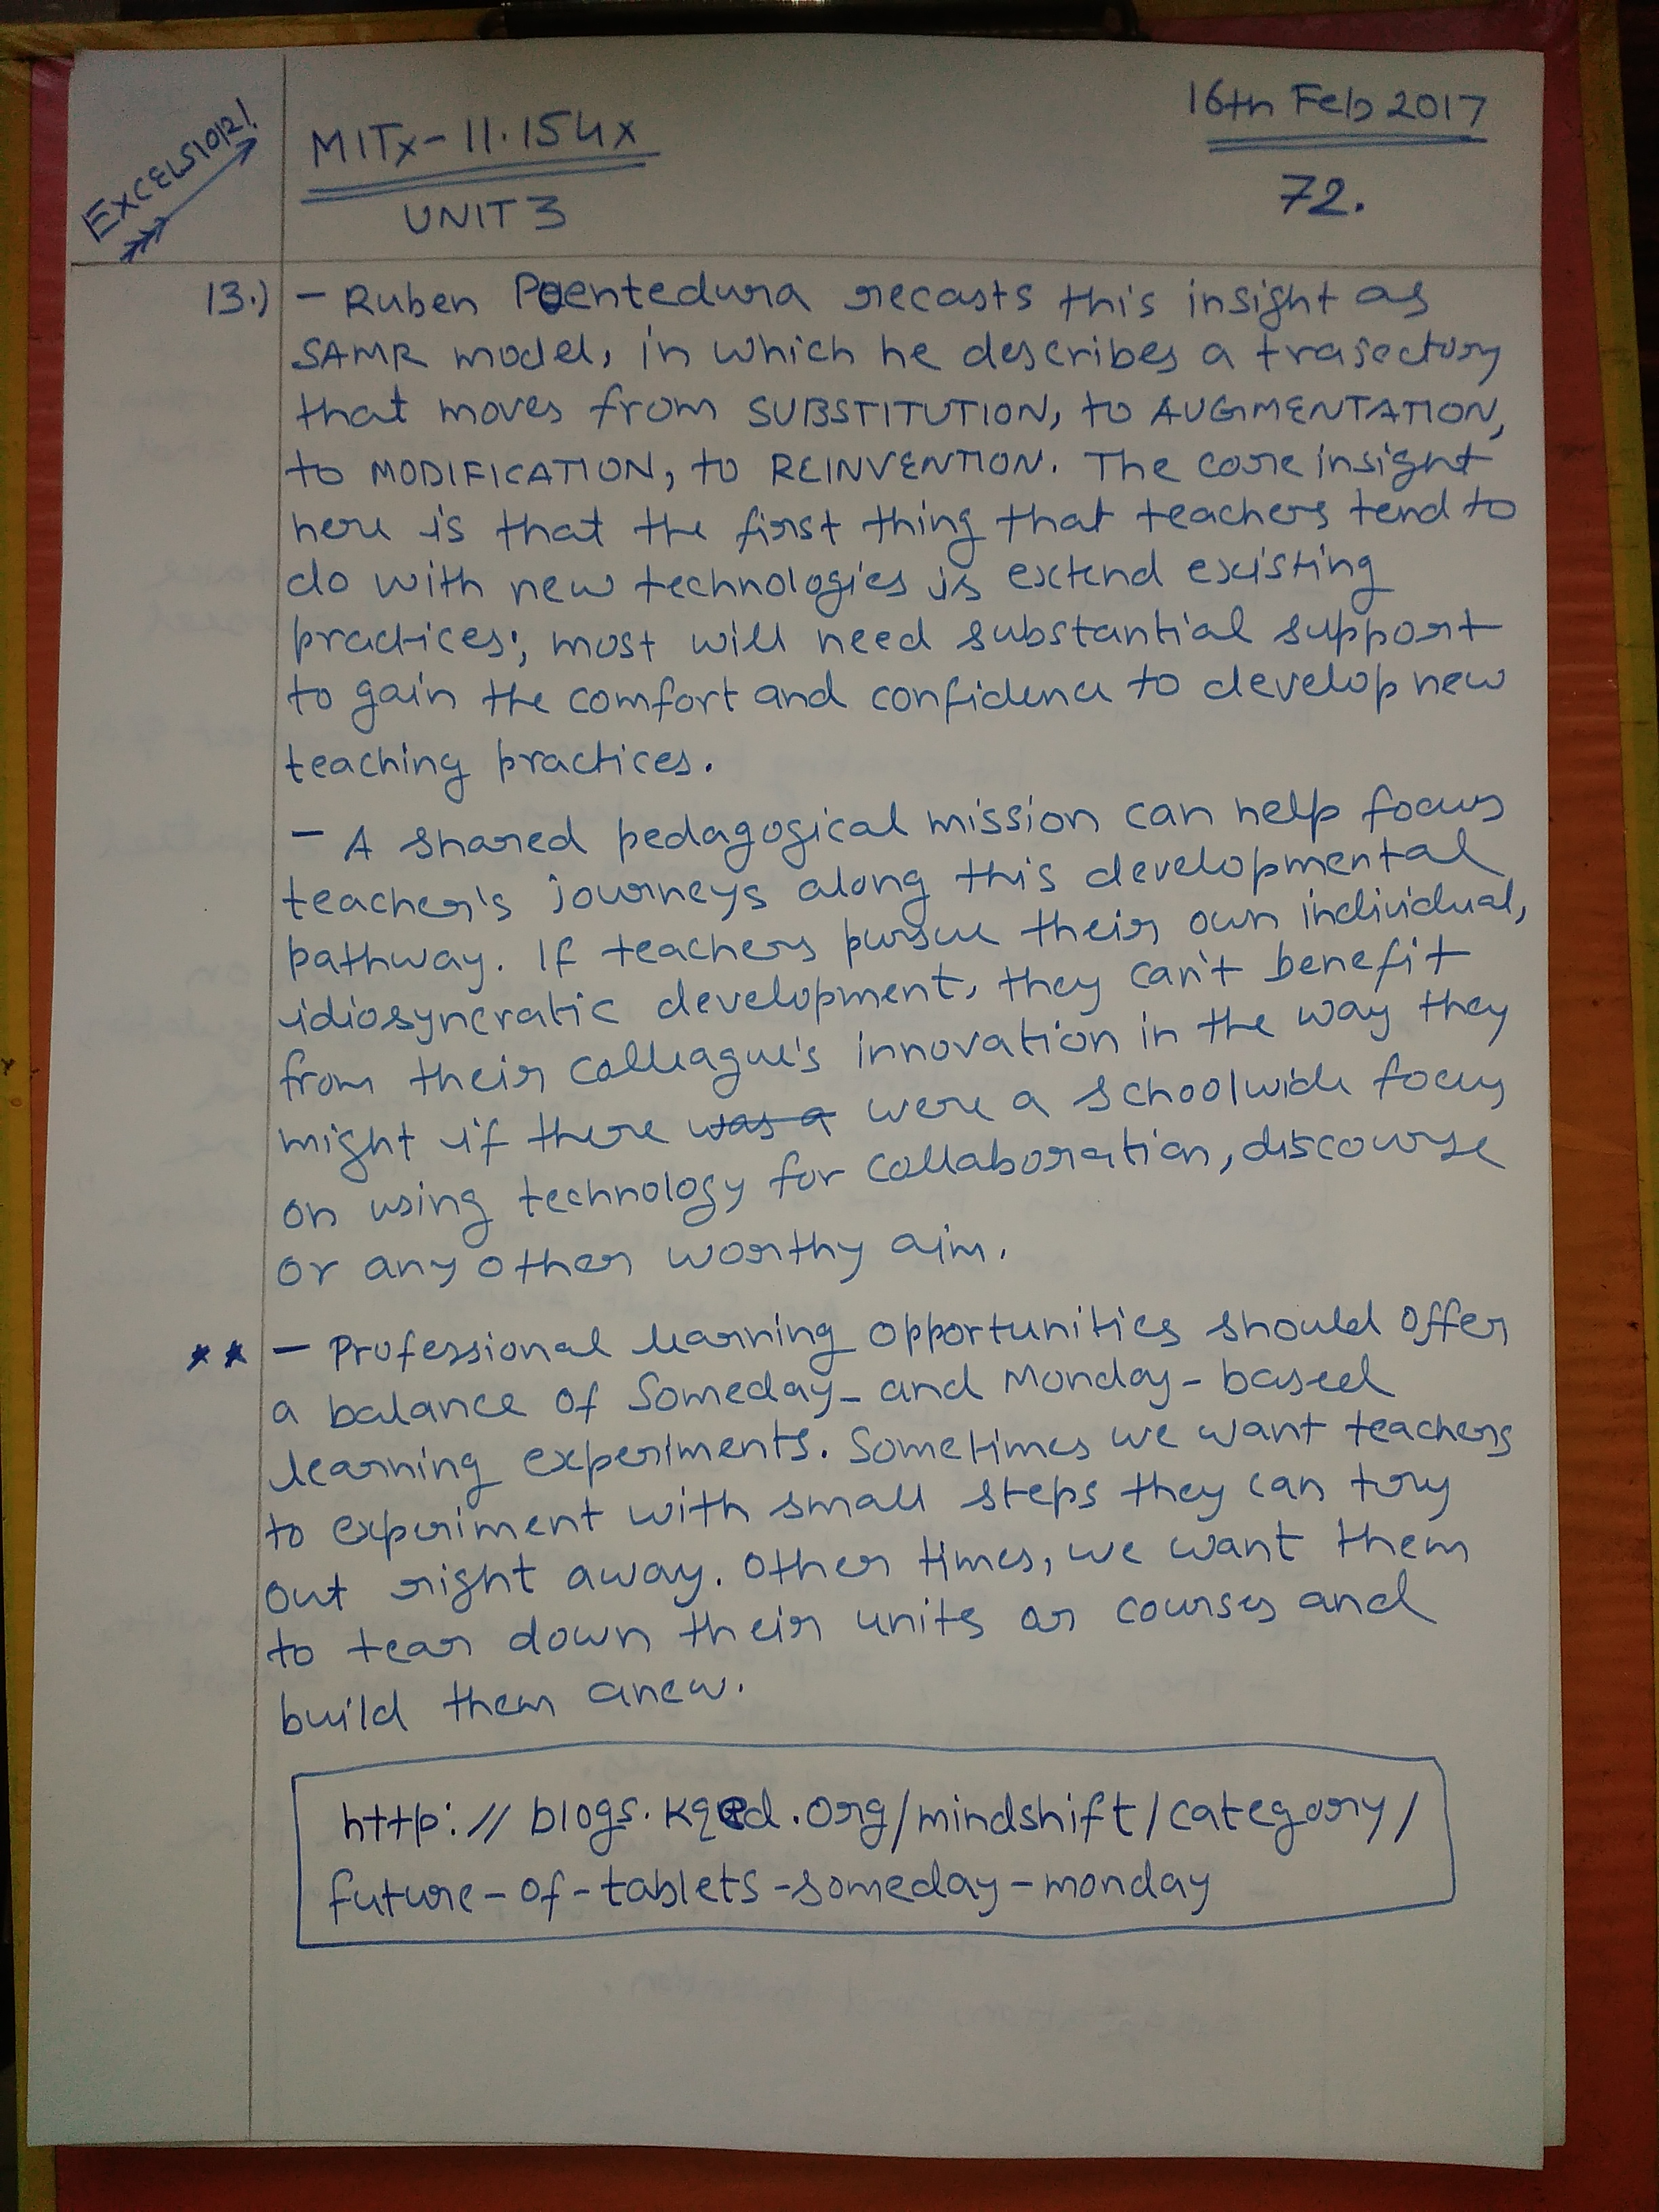 EXCELSIOR!
MITx-11.154x
UNIT 3
16th Feb 2017
72.
13.) - Ruben Puentedura recasts this insight as
SAMR model, in which he describes a trajectory
that moves from SUBSTITUTION, to AUGMENTATION,
to MODIFICATION, to REINVENTION. The core insight
here is that the first thing that teachers tend to
do with new technologies is extend existing
practices; most will need substantial support
to gain the comfort and confidence to develop new
teaching practices.
- A shared pedagogical mission can help focus
teacher's journeys along this developmental
pathway. If teachers pursue their own individual,
idiosyncratic development, they can't benefit
from their colleague's innovation in the way they
might if there was a were a schoolwide focus
on using technology for collaboration, discourse
or any other worthy aim.
** - Professional learning opportunities should offer
a balance of Someday- and Monday-based
learning experiments. Sometimes we want teachers
to experiment with small steps they can try
out right away. Other times, we want them
to tear down their units or courses and
build them anew.
http://blogs.kqed.org/mindshift/category/
future-of-tablets-someday-monday